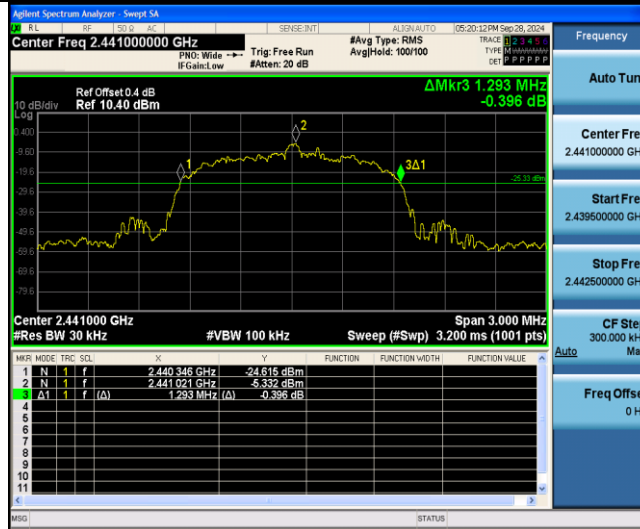 Agilent Spectrum Analyzer - Swept SA
RL RF 50 Ω AC SENSE:INT ALIGN AUTO 05:20:12 PM Sep 28, 2024
Center Freq 2.441000000 GHz
PNO: Wide
IFGain:Low
Trig: Free Run
#Atten: 20 dB
#Avg Type: RMS
Avg|Hold: 100/100
TRACE 1 2 3 4 5 6
TYPE M
DET P P P P P P
Frequency
Auto Tun
Center Fre
2.441000000 GH
Start Fre
2.439500000 GH
Stop Fre
2.442500000 GH
CF Ste
300.000 kH
Auto Ma
Freq Offse
0 H
Ref Offset 0.4 dB
10 dB/div Ref 10.40 dBm
Log
ΔMkr3 1.293 MHz
-0.396 dB
0.400
-9.60
-19.6
-29.6
-39.6
-49.6
-59.6
-69.6
-79.6
1
2
3Δ1
-25.33 dBm
Center 2.441000 GHz Span 3.000 MHz
#Res BW 30 kHz #VBW 100 kHz Sweep (#Swp) 3.200 ms (1001 pts)
MKR MODE TRC SCL X Y FUNCTION FUNCTION WIDTH FUNCTION VALUE
1 N 1 f 2.440 346 GHz -24.615 dBm
2 N 1 f 2.441 021 GHz -5.332 dBm
3 Δ1 1 f (Δ) 1.293 MHz (Δ) -0.396 dB
4
5
6
7
8
9
10
11
MSG STATUS